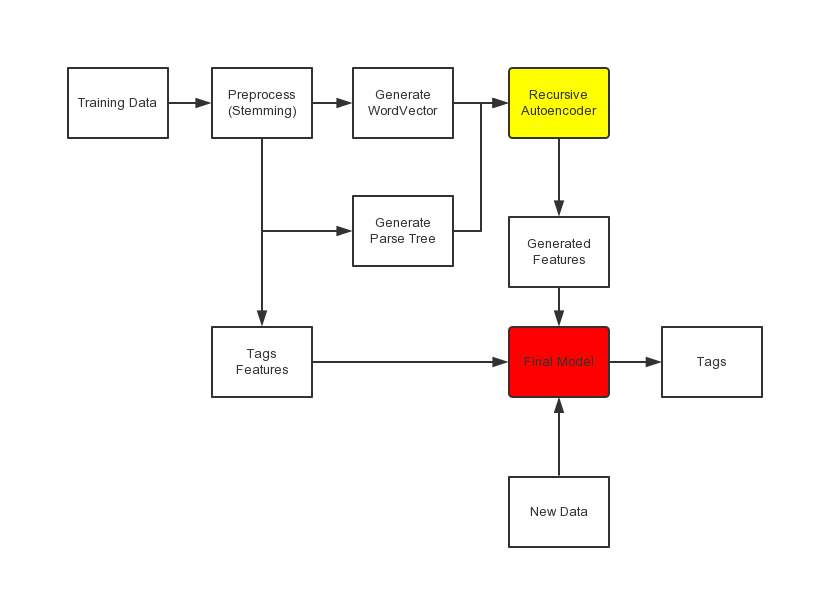 Training Data
Preprocess
(Stemming)
Generate
WordVector
Recursive
Autoencoder
Generate
Parse Tree
Generated
Features
Tags
Features
Final Model
Tags
New Data